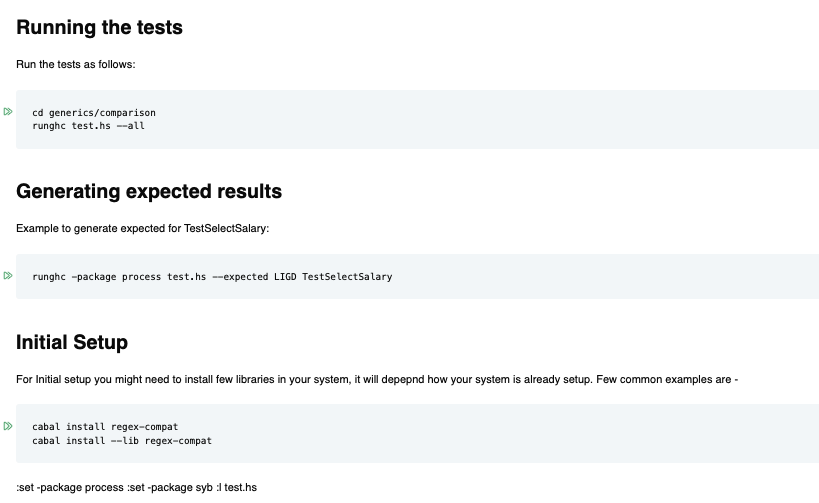 Running the tests
Run the tests as follows:
cd generics/comparison
runghc test.hs --all
Generating expected results
Example to generate expected for TestSelectSalary:
runghc -package process test.hs --expected LIGD TestSelectSalary
Initial Setup
For Initial setup you might need to install few libraries in your system, it will depepnd how your system is already setup. Few common examples are -
cabal install regex-compat
cabal install --lib regex-compat
:set -package process :set -package syb :l test.hs